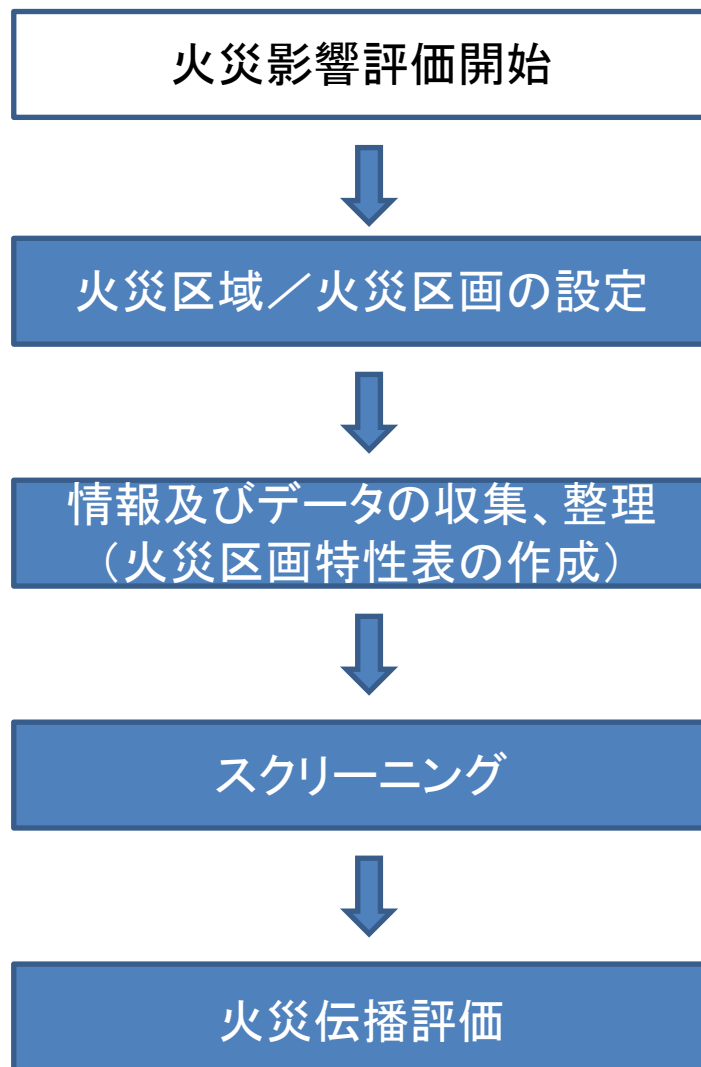 火災影響評価開始
火災区域／火災区画の設定
情報及びデータの収集、整理
（火災区画特性表の作成）
スクリーニング
火災伝播評価